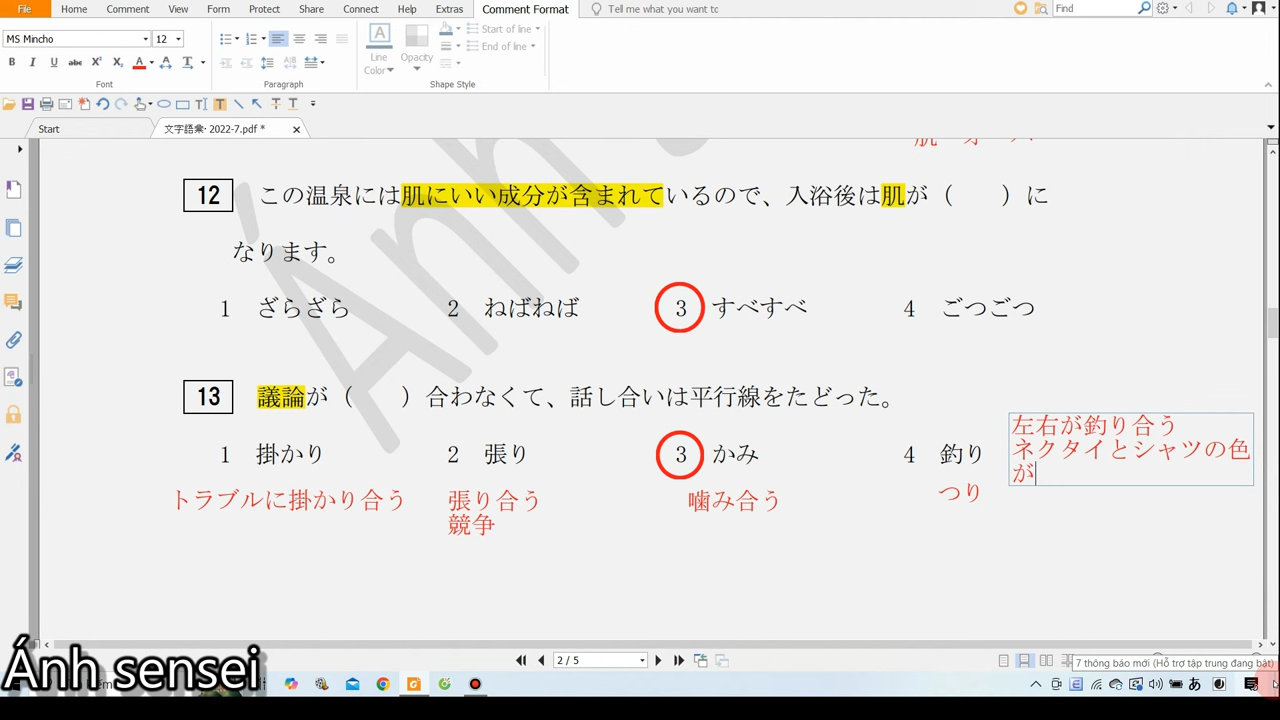 File Home Comment View Form Protect Share Connect Help Extras Comment Format Tell me what you want to Find
MS Mincho 12 Start of line
End of line
Line Color Opacity
Font Paragraph Shape Style
Start 文字語彙· 2022-7.pdf *
12 この温泉には肌にいい成分が含まれているので、入浴後は肌が（ ）に
なります。
1 ざらざら 2 ねばねば 3 すべすべ 4 ごつごつ
13 議論が（ ）合わなくて、話し合いは平行線をたどった。
左右が釣り合う
ネクタイとシャツの色
が
1 掛かり 2 張り 3 かみ 4 釣り
トラブルに掛かり合う 張り合う 噛み合う つり
競争
2 / 5
7 thông báo mới (Hỗ trợ tập trung đang bật)
Ánh sensei
Ánh